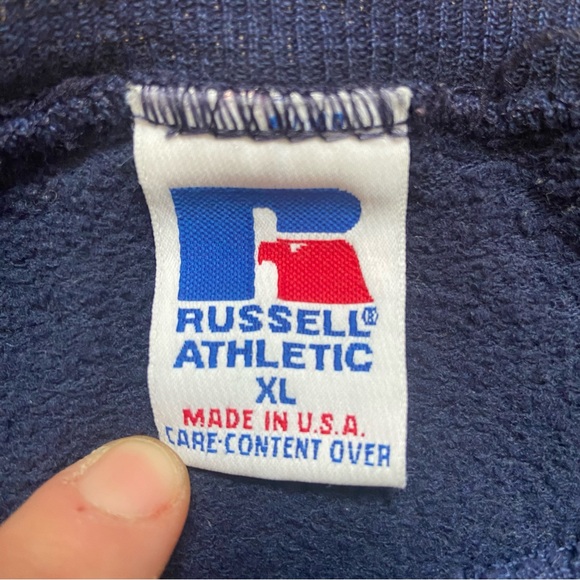 RUSSELL®
ATHLETIC
XL
MADE IN U.S.A.
CARE-CONTENT OVER